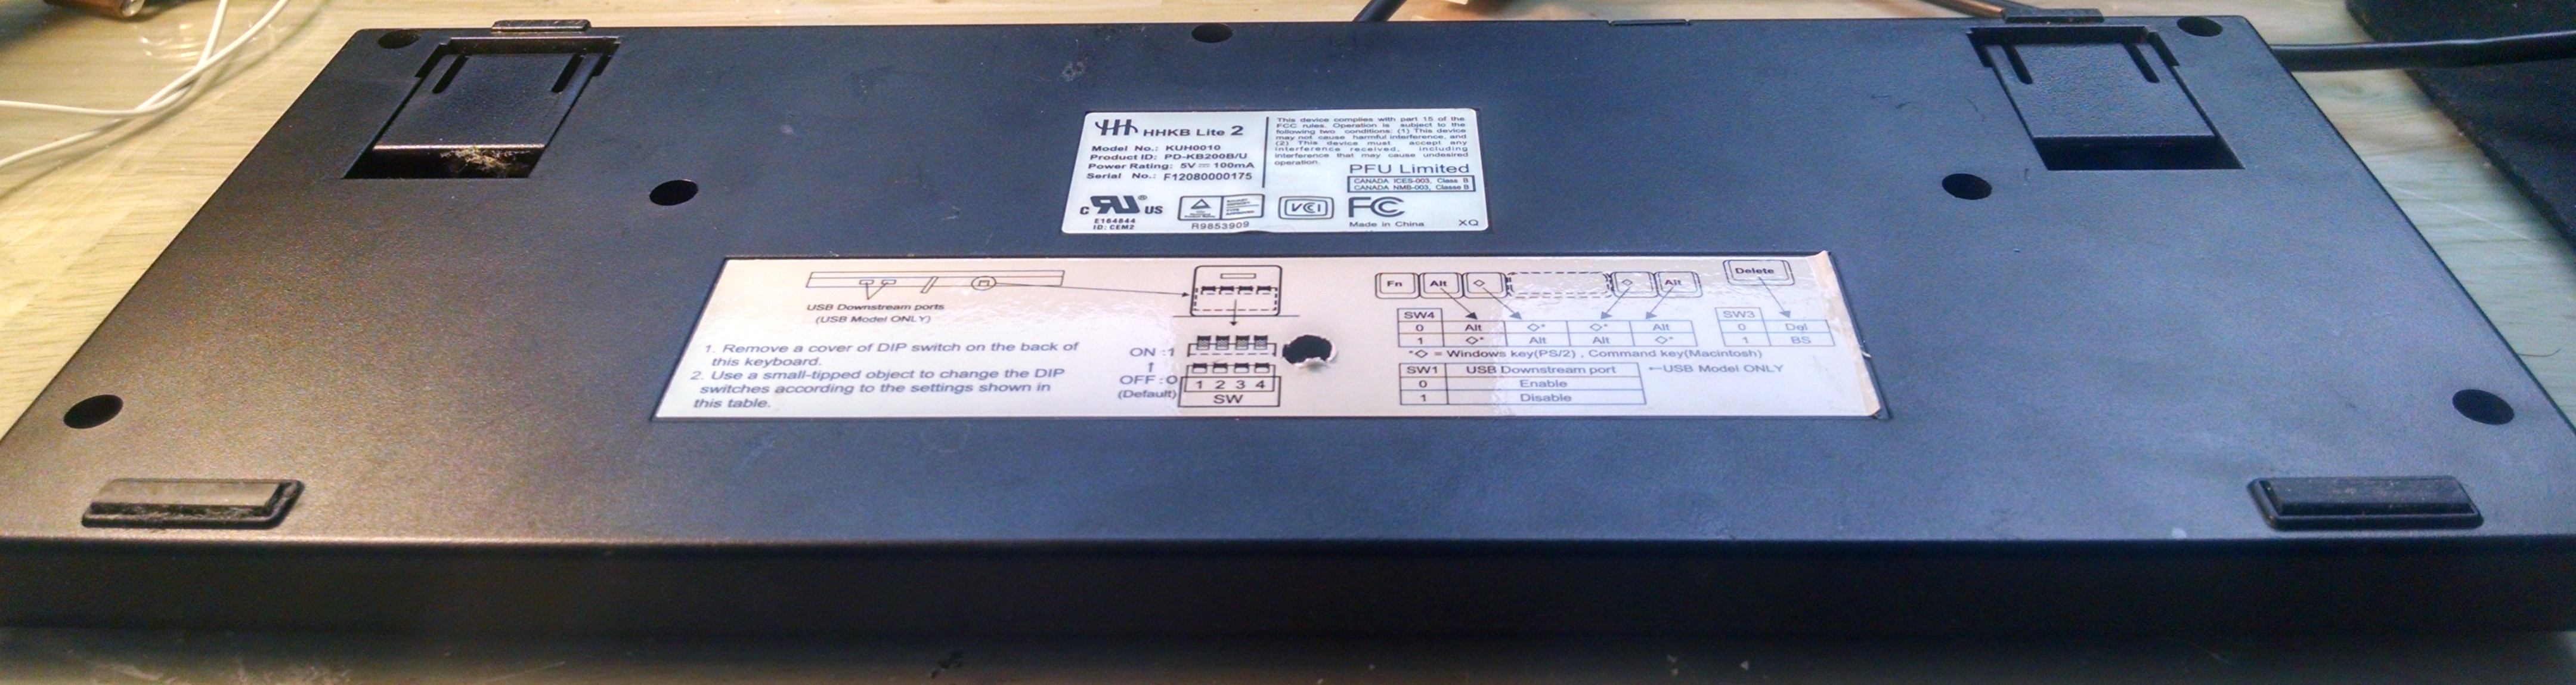 HHKB Lite 2
Model No.: KUH0010
Product ID: PD-KB200B/U
Power Rating: 5V 100mA
Serial No.: F12080000175
This device complies with part 15 of the
FCC rules. Operation is subject to the
following two conditions: (1) This device
may not cause harmful interference, and
(2) This device must accept any
interference received, including
interference that may cause undesired
operation.
PFU Limited
CANADA ICES-003, Class B
CANADA NMB-003, Classe B
C US
E164844
ID: CEM2
R9853909
VCI
FC
Made in China
XQ
USB Downstream ports
(USB Model ONLY)
1. Remove a cover of DIP switch on the back of
this keyboard.
2. Use a small-tipped object to change the DIP
switches according to the settings shown in
this table.
ON :1
↑
OFF :0
(Default)
1 2 3 4
SW
Fn Alt ◇ ◇ Alt
Delete
SW4
0 Alt ◇* ◇* Alt
1 ◇* Alt Alt ◇*
SW3
0 Del
1 BS
*◇ = Windows key(PS/2) , Command key(Macintosh)
SW1 USB Downstream port ←USB Model ONLY
0 Enable
1 Disable